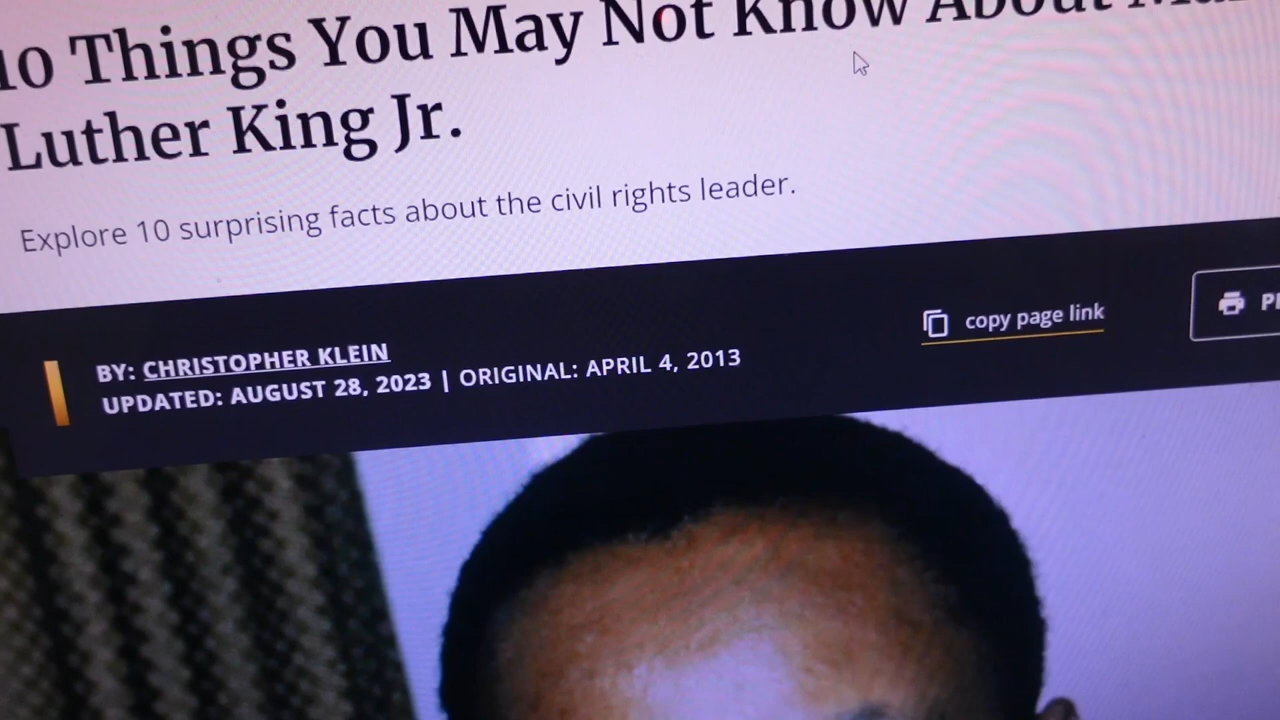 10 Things You May Not Know About
Luther King Jr.
Explore 10 surprising facts about the civil rights leader.
BY: CHRISTOPHER KLEIN
UPDATED: AUGUST 28, 2023 | ORIGINAL: APRIL 4, 2013
copy page link